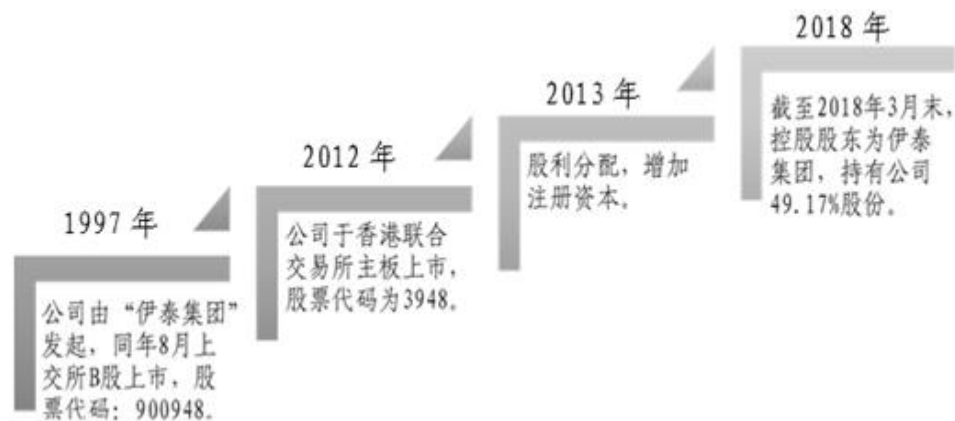 1997 年
公司由“伊泰集团”
发起，同年8月上
交所B股上市，股
票代码：900948。
2012 年
公司于香港联合
交易所主板上市，
股票代码为3948。
2013 年
股利分配，增加
注册资本。
2018 年
截至2018年3月末，
控股股东为伊泰
集团，持有公司
49.17%股份。